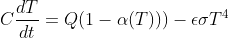 C\frac{dT}{dt} = Q(1 - \alpha(T))) - \epsilon\sigma T^4